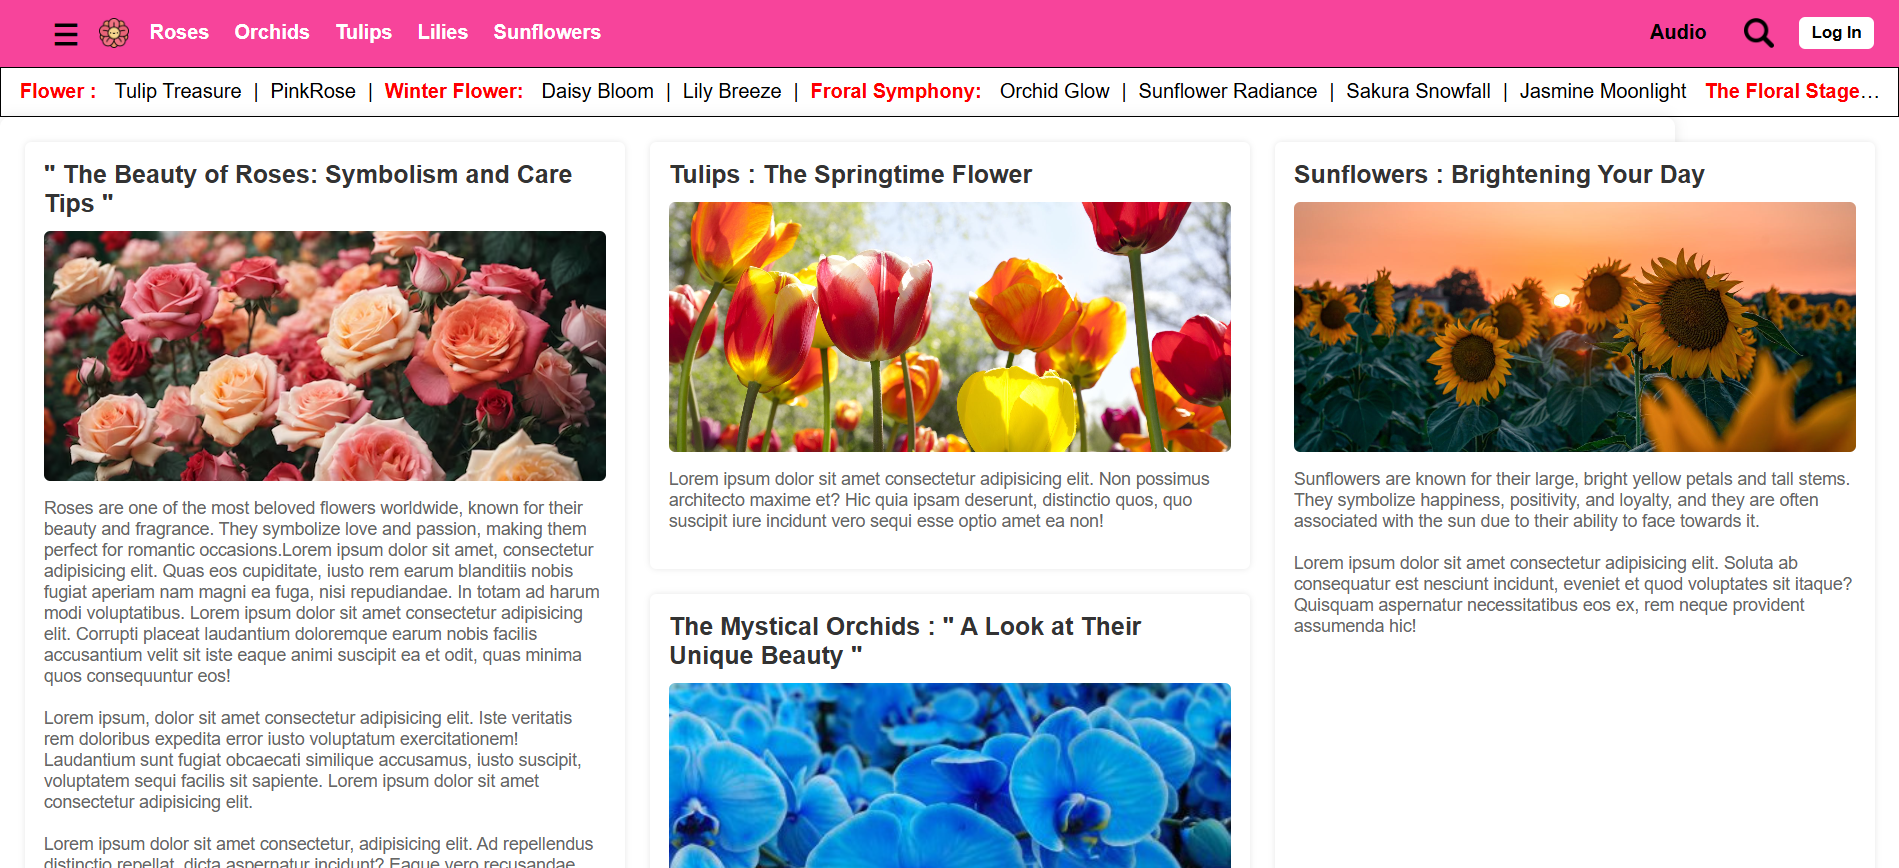 Roses Orchids Tulips Lilies Sunflowers Audio Log In
Flower : Tulip Treasure | PinkRose | Winter Flower: Daisy Bloom | Lily Breeze | Froral Symphony: Orchid Glow | Sunflower Radiance | Sakura Snowfall | Jasmine Moonlight The Floral Stage...
" The Beauty of Roses: Symbolism and Care
Tips "
Roses are one of the most beloved flowers worldwide, known for their
beauty and fragrance. They symbolize love and passion, making them
perfect for romantic occasions.Lorem ipsum dolor sit amet, consectetur
adipisicing elit. Quas eos cupiditate, iusto rem earum blanditiis nobis
fugiat aperiam nam magni ea fuga, nisi repudiandae. In totam ad harum
modi voluptatibus. Lorem ipsum dolor sit amet consectetur adipisicing
elit. Corrupti placeat laudantium doloremque earum nobis facilis
accusantium velit sit iste eaque animi suscipit ea et odit, quas minima
quos consequuntur eos!
Lorem ipsum, dolor sit amet consectetur adipisicing elit. Iste veritatis
rem doloribus expedita error iusto voluptatum exercitationem!
Laudantium sunt fugiat obcaecati similique accusamus, iusto suscipit,
voluptatem sequi facilis sit sapiente. Lorem ipsum dolor sit amet
consectetur adipisicing elit.
Lorem ipsum dolor sit amet consectetur, adipisicing elit. Ad repellendus
distinctio repellat, dicta aspernatur incidunt? Eaque vero recusandae
Tulips : The Springtime Flower
Lorem ipsum dolor sit amet consectetur adipisicing elit. Non possimus
architecto maxime et? Hic quia ipsam deserunt, distinctio quos, quo
suscipit iure incidunt vero sequi esse optio amet ea non!
The Mystical Orchids : " A Look at Their
Unique Beauty "
Sunflowers : Brightening Your Day
Sunflowers are known for their large, bright yellow petals and tall stems.
They symbolize happiness, positivity, and loyalty, and they are often
associated with the sun due to their ability to face towards it.
Lorem ipsum dolor sit amet consectetur adipisicing elit. Soluta ab
consequatur est nesciunt incidunt, eveniet et quod voluptates sit itaque?
Quisquam aspernatur necessitatibus eos ex, rem neque provident
assumenda hic!